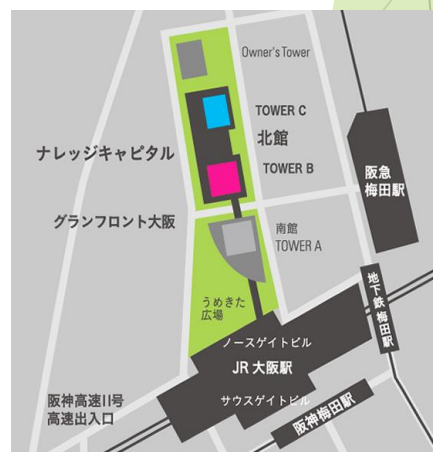 Owner's Tower
TOWER C
北館
TOWER B
ナレッジキャピタル
阪急
梅田駅
グランフロント大阪
南館
TOWER A
うめきた
広場
地下鉄梅田駅
ノースゲイトビル
JR 大阪駅
サウスゲイトビル
阪神梅田駅
阪神高速11号
高速出入口